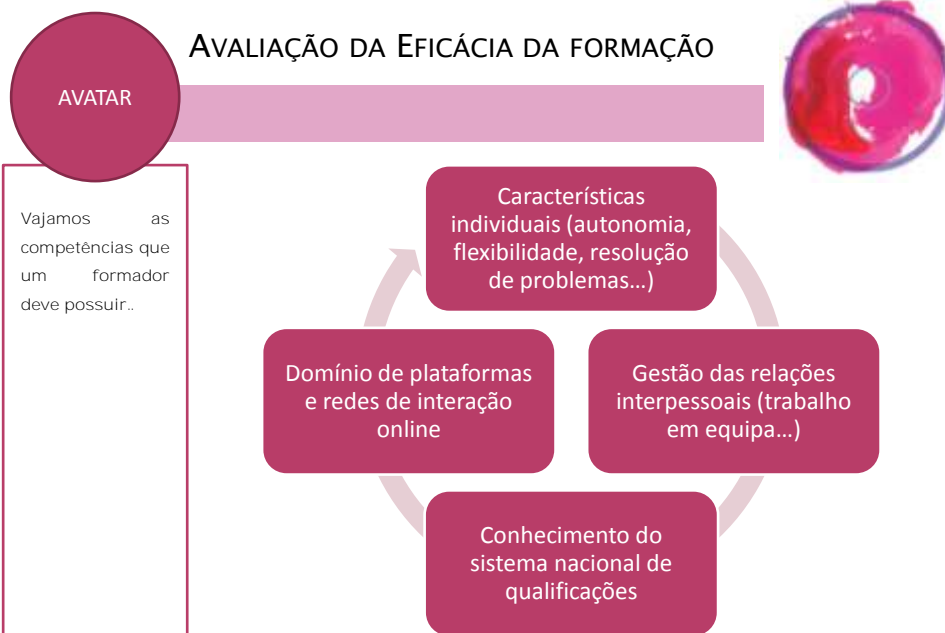 AVALIAÇÃO DA EFICÁCIA DA FORMAÇÃO
AVATAR
Vajamos as
competências que
um formador
deve possuir..
Características
individuais (autonomia,
flexibilidade, resolução
de problemas...)
Gestão das relações
interpessoais (trabalho
em equipa...)
Conhecimento do
sistema nacional de
qualificações
Domínio de plataformas
e redes de interação
online